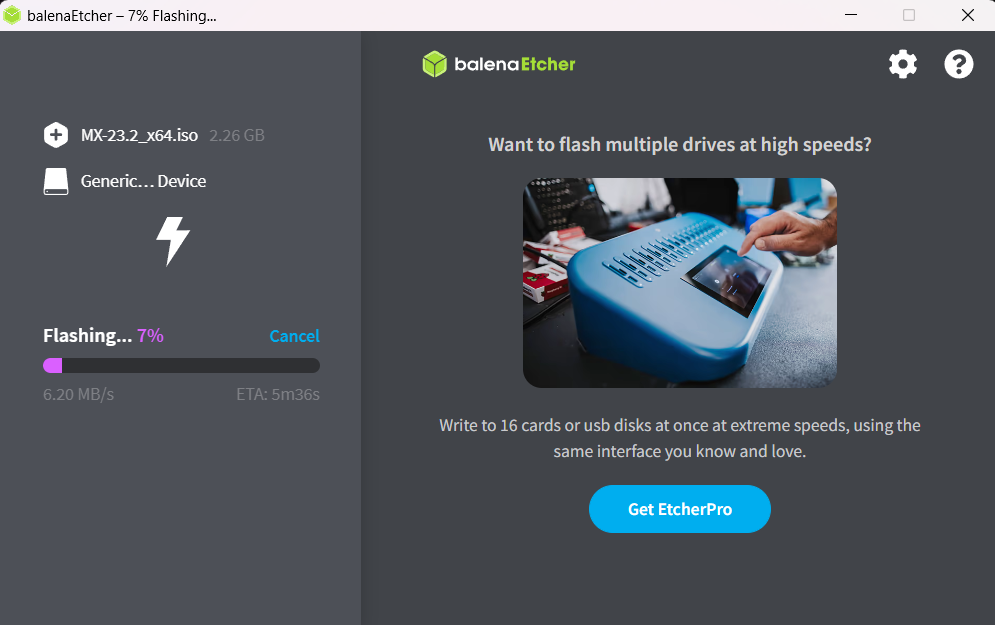 balenaEtcher – 7% Flashing...
balenaEtcher
MX-23.2_x64.iso 2.26 GB
Generic... Device
Flashing... 7% Cancel
6.20 MB/s ETA: 5m36s
Want to flash multiple drives at high speeds?
Write to 16 cards or usb disks at once at extreme speeds, using the
same interface you know and love.
Get EtcherPro